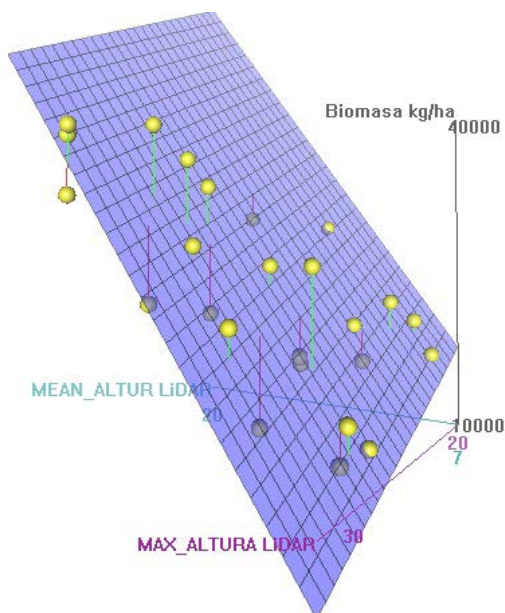 Biomasa kg/ha
40000
MEAN_ALTUR LiDAR
20
10000
20
7
30
MAX_ALTURA LiDAR